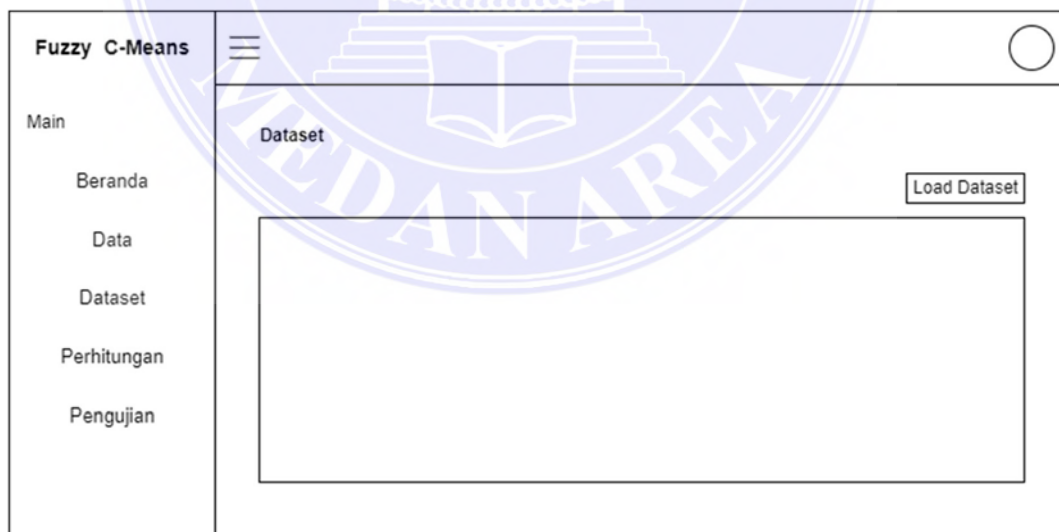 Fuzzy C-Means
Main
Beranda
Data
Dataset
Perhitungan
Pengujian
Dataset
Load Dataset
MEDAN AREA